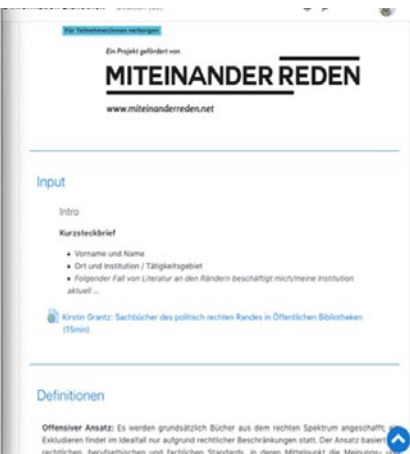 Für Teilnehmer/innen verborgen
Ein Projekt gefördert von
MITEINANDER REDEN
www.miteinanderreden.net
Input
Intro
Kurzsteckbrief
• Vorname und Name
• Ort und Institution / Tätigkeitsgebiet
• Folgender Fall von Literatur an den Rändern beschäftigt mich/meine Institution
aktuell ...
Kirstin Grantz: Sachbücher des politisch rechten Randes in Öffentlichen Bibliotheken
(15min)
Definitionen
Offensiver Ansatz: Es werden grundsätzlich Bücher aus dem rechten Spektrum angeschafft;
Exkludieren findet im Idealfall nur aufgrund rechtlicher Beschränkungen statt. Der Ansatz basiert
rechtlichen, berufsethischen und fachlichen Standards, in deren Mittelpunkt die Meinungs-